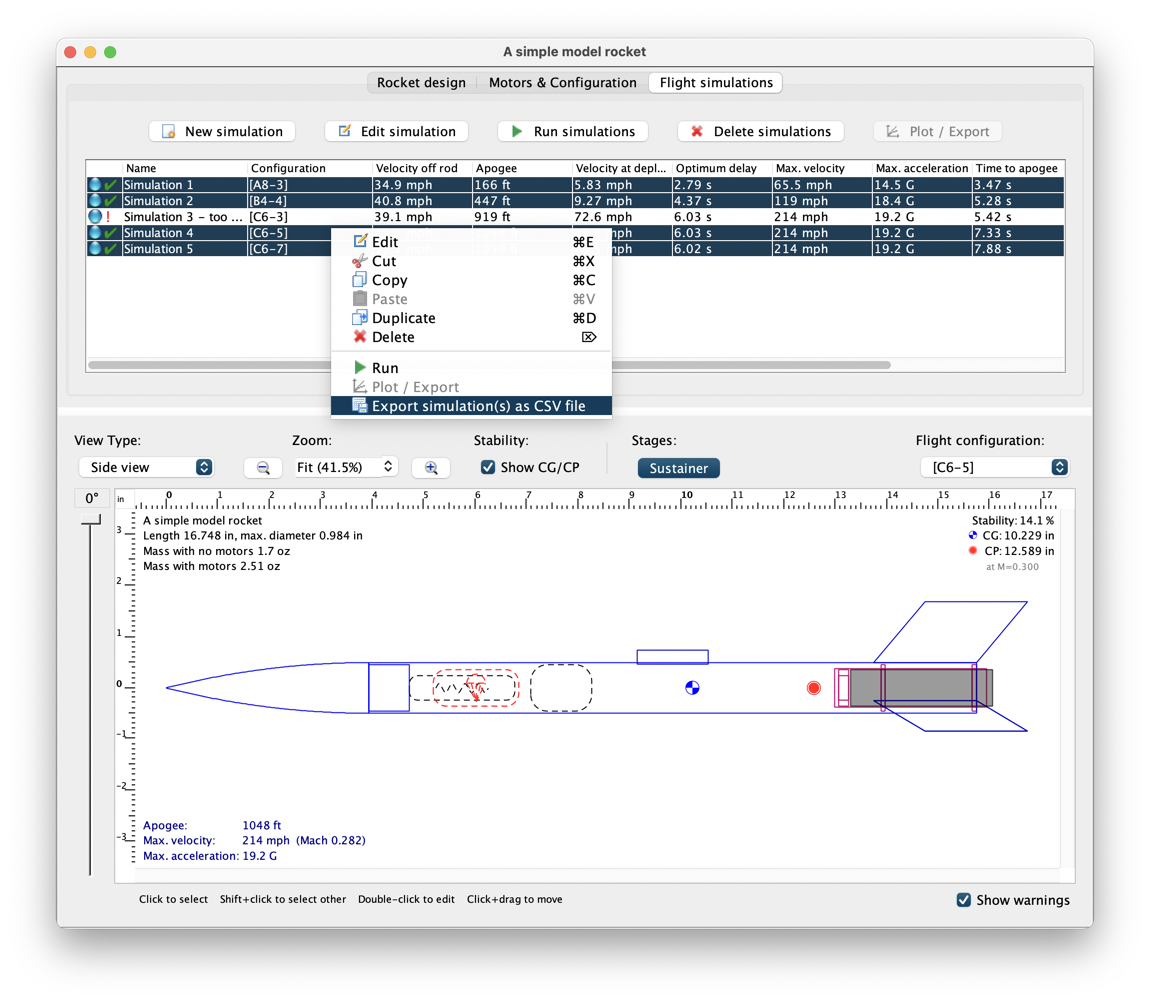 A simple model rocket
Rocket design Motors & Configuration Flight simulations
New simulation Edit simulation Run simulations Delete simulations Plot / Export
Name Configuration Velocity off rod Apogee Velocity at depl... Optimum delay Max. velocity Max. acceleration Time to apogee
Simulation 1 [A8-3] 34.9 mph 166 ft 5.83 mph 2.79 s 65.5 mph 14.5 G 3.47 s
Simulation 2 [B4-4] 40.8 mph 447 ft 9.27 mph 4.37 s 119 mph 18.4 G 5.28 s
Simulation 3 - too ... [C6-3] 39.1 mph 919 ft 72.6 mph 6.03 s 214 mph 19.2 G 5.42 s
Simulation 4 [C6-5] mph 6.03 s 214 mph 19.2 G 7.33 s
Simulation 5 [C6-7] mph 6.02 s 214 mph 19.2 G 7.88 s
Edit ⌘E
Cut ⌘X
Copy ⌘C
Paste ⌘V
Duplicate ⌘D
Delete ⌦
Run
Plot / Export
Export simulation(s) as CSV file
View Type: Zoom: Stability: Stages: Flight configuration:
Side view Fit (41.5%) Show CG/CP Sustainer [C6-5]
0° in 0 1 2 3 4 5 6 7 8 9 10 11 12 13 14 15 16 17
3
2
1
0
-1
-2
-3
A simple model rocket
Length 16.748 in, max. diameter 0.984 in
Mass with no motors 1.7 oz
Mass with motors 2.51 oz
Stability: 14.1 %
CG: 10.229 in
CP: 12.589 in
at M=0.300
Apogee: 1048 ft
Max. velocity: 214 mph (Mach 0.282)
Max. acceleration: 19.2 G
Click to select Shift+click to select other Double-click to edit Click+drag to move
Show warnings